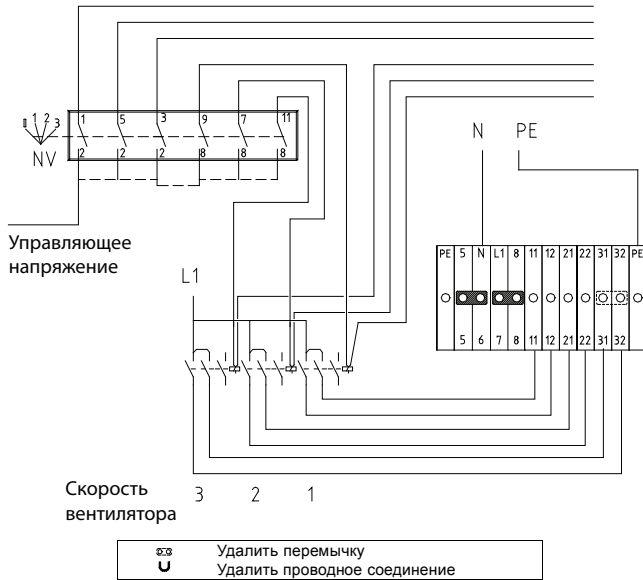 1 2 3
1 5 3 9 7 11
NV
2 2 2 8 8 8
N PE
Управляющее
напряжение
L1
PE 5 N L1 8 11 12 21 22 31 32 PE
5 6 7 8 11 12 21 22 31 32
Скорость
вентилятора
3 2 1
Удалить перемычку
Удалить проводное соединение